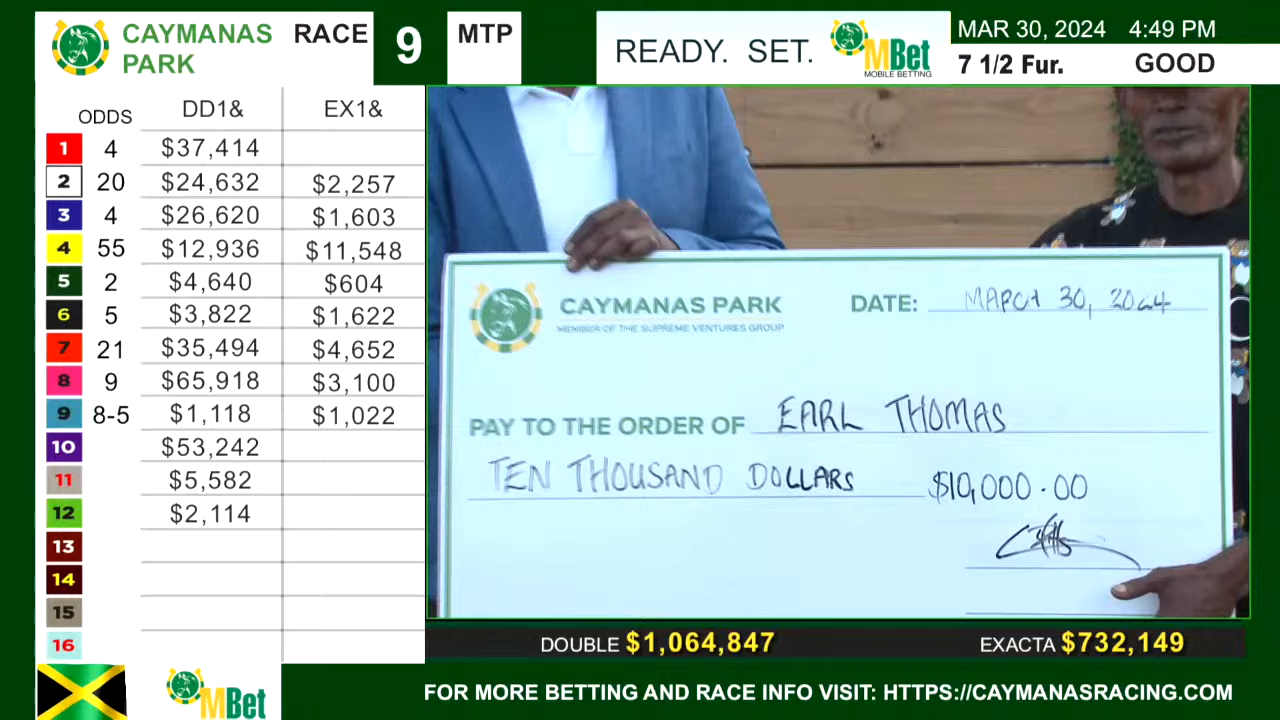 CAYMANAS PARK
RACE 9 MTP
READY. SET.
MBet
MOBILE BETTING
MAR 30, 2024 4:49 PM
7 1/2 Fur. GOOD
ODDS DD1& EX1&
1 4 $37,414
2 20 $24,632 $2,257
3 4 $26,620 $1,603
4 55 $12,936 $11,548
5 2 $4,640 $604
6 5 $3,822 $1,622
7 21 $35,494 $4,652
8 9 $65,918 $3,100
9 8-5 $1,118 $1,022
10 $53,242
11 $5,582
12 $2,114
13
14
15
16
CAYMANAS PARK
MEMBER OF THE SUPREME VENTURES GROUP
DATE: MARCH 30, 2024
PAY TO THE ORDER OF EARL THOMAS
TEN THOUSAND DOLLARS $10,000.00
DOUBLE $1,064,847 EXACTA $732,149
MBet
FOR MORE BETTING AND RACE INFO VISIT: HTTPS://CAYMANASRACING.COM